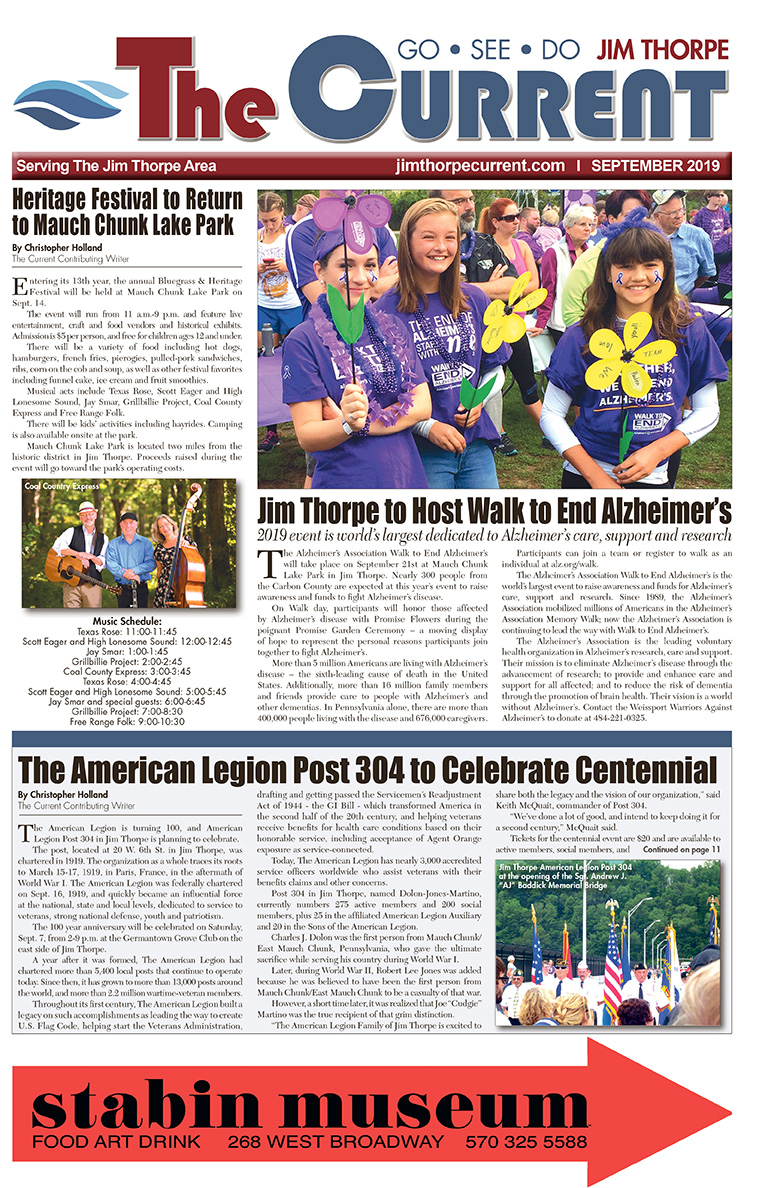 GO • SEE • DO JIM THORPE
The CURRENT
Serving The Jim Thorpe Area
jimthorpecurrent.com I SEPTEMBER 2019
Heritage Festival to Return
to Mauch Chunk Lake Park
By Christopher Holland
The Current Contributing Writer
Entering its 13th year, the annual Bluegrass & Heritage
Festival will be held at Mauch Chunk Lake Park on
Sept. 14.
The event will run from 11 a.m.-9 p.m. and feature live
entertainment, craft and food vendors and historical exhibits.
Admission is $5 per person, and free for children ages 12 and under.
There will be a variety of food including hot dogs,
hamburgers, french fries, pierogies, pulled-pork sandwiches,
ribs, corn on the cob and soup, as well as other festival favorites
including funnel cake, ice cream and fruit smoothies.
Musical acts include Texas Rose, Scott Eager and High
Lonesome Sound, Jay Smar, Grillbillie Project, Coal County
Express and Free Range Folk.
There will be kids' activities including hayrides. Camping
is also available onsite at the park.
Mauch Chunk Lake Park is located two miles from the
historic district in Jim Thorpe. Proceeds raised during the
event will go toward the park's operating costs.
Coal Country Express
Music Schedule:
Texas Rose: 11:00-11:45
Scott Eager and High Lonesome Sound: 12:00-12:45
Jay Smar: 1:00-1:45
Grillbillie Project: 2:00-2:45
Coal County Express: 3:00-3:45
Texas Rose: 4:00-4:45
Scott Eager and High Lonesome Sound: 5:00-5:45
Jay Smar and special guests: 6:00-6:45
Grillbillie Project: 7:00-8:30
Free Range Folk: 9:00-10:30
THE END OF
ALZHEIMER'S
STARTS
WITH
WALK TO
END
ALZHEIMER'S
TEAM
WALK TO
END
Jim Thorpe to Host Walk to End Alzheimer's
2019 event is world's largest dedicated to Alzheimer's care, support and research
The Alzheimer's Association Walk to End Alzheimer's
will take place on September 21st at Mauch Chunk
Lake Park in Jim Thorpe. Nearly 300 people from
the Carbon County are expected at this year's event to raise
awareness and funds to fight Alzheimer's disease.
On Walk day, participants will honor those affected
by Alzheimer's disease with Promise Flowers during the
poignant Promise Garden Ceremony – a moving display
of hope to represent the personal reasons participants join
together to fight Alzheimer's.
More than 5 million Americans are living with Alzheimer's
disease – the sixth-leading cause of death in the United
States. Additionally, more than 16 million family members
and friends provide care to people with Alzheimer's and
other dementias. In Pennsylvania alone, there are more than
400,000 people living with the disease and 676,000 caregivers.
Participants can join a team or register to walk as an
individual at alz.org/walk.
The Alzheimer's Association Walk to End Alzheimer's is the
world's largest event to raise awareness and funds for Alzheimer's
care, support and research. Since 1989, the Alzheimer's
Association mobilized millions of Americans in the Alzheimer's
Association Memory Walk; now the Alzheimer's Association is
continuing to lead the way with Walk to End Alzheimer's.
The Alzheimer's Association is the leading voluntary
health organization in Alzheimer's research, care and support.
Their mission is to eliminate Alzheimer's disease through the
advancement of research; to provide and enhance care and
support for all affected; and to reduce the risk of dementia
through the promotion of brain health. Their vision is a world
without Alzheimer's. Contact the Weissport Warriors Against
Alzheimer's to donate at 484-221-0325.
The American Legion Post 304 to Celebrate Centennial
By Christopher Holland
The Current Contributing Writer
The American Legion is turning 100, and American
Legion Post 304 in Jim Thorpe is planning to celebrate.
The post, located at 20 W. 6th St. in Jim Thorpe, was
chartered in 1919. The organization as a whole traces its roots
to March 15-17, 1919, in Paris, France, in the aftermath of
World War I. The American Legion was federally chartered
on Sept. 16, 1919, and quickly became an influential force
at the national, state and local levels, dedicated to service to
veterans, strong national defense, youth and patriotism.
The 100 year anniversary will be celebrated on Saturday,
Sept. 7, from 2-9 p.m. at the Germantown Grove Club on the
east side of Jim Thorpe.
A year after it was formed, The American Legion had
chartered more than 5,400 local posts that continue to operate
today. Since then, it has grown to more than 13,000 posts around
the world, and more than 2.2 million wartime-veteran members.
Throughout its first century, The American Legion built a
legacy on such accomplishments as leading the way to create
U.S. Flag Code, helping start the Veterans Administration,
drafting and getting passed the Servicemen's Readjustment
Act of 1944 - the GI Bill - which transformed America in
the second half of the 20th century, and helping veterans
receive benefits for health care conditions based on their
honorable service, including acceptance of Agent Orange
exposure as service-connected.
Today, The American Legion has nearly 3,000 accredited
service officers worldwide who assist veterans with their
benefits claims and other concerns.
Post 304 in Jim Thorpe, named Dolon-Jones-Martino,
currently numbers 275 active members and 200 social
members, plus 25 in the affiliated American Legion Auxiliary
and 20 in the Sons of the American Legion.
Charles J. Dolon was the first person from Mauch Chunk/
East Mauch Chunk, Pennsylvania, who gave the ultimate
sacrifice while serving his country during World War I.
Later, during World War II, Robert Lee Jones was added
because he was believed to have been the first person from
Mauch Chunk/East Mauch Chunk to be a casualty of that war.
However, a short time later, it was realized that Joe "Cudgie"
Martino was the true recipient of that grim distinction.
"The American Legion Family of Jim Thorpe is excited to
share both the legacy and the vision of our organization," said
Keith McQuait, commander of Post 304.
"We've done a lot of good, and intend to keep doing it for
a second century," McQuait said.
Tickets for the centennial event are $20 and are available to
active members, social members, and Continued on page 11
Jim Thorpe American Legion Post 304
at the opening of the Sgt. Andrew J.
"AJ" Baddick Memorial Bridge
stabin museum
FOOD ART DRINK 268 WEST BROADWAY 570 325 5588